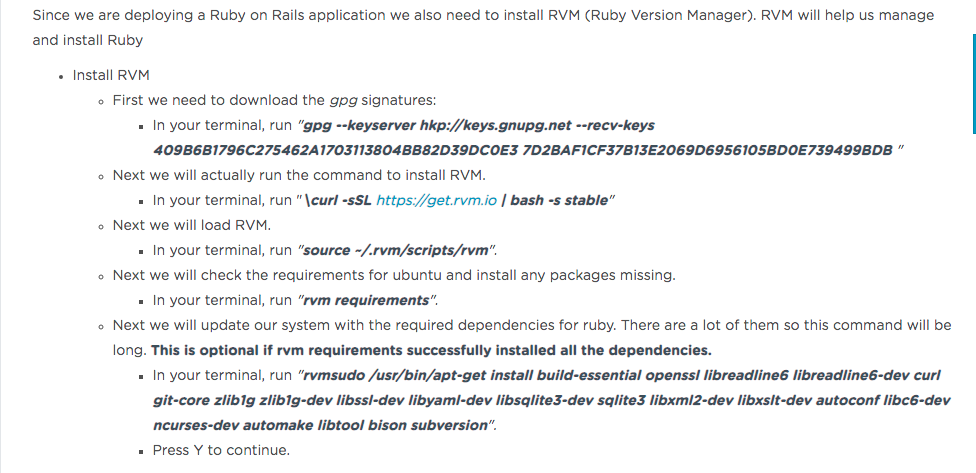 Since we are deploying a Ruby on Rails application we also need to install RVM (Ruby Version Manager). RVM will help us manage
and install Ruby
• Install RVM
◦ First we need to download the gpg signatures:
▪ In your terminal, run "gpg --keyserver hkp://keys.gnupg.net --recv-keys
409B6B1796C275462A1703113804BB82D39DC0E3 7D2BAF1CF37B13E2069D6956105BD0E739499BDB "
◦ Next we will actually run the command to install RVM.
▪ In your terminal, run "\curl -sSL https://get.rvm.io | bash -s stable"
◦ Next we will load RVM.
▪ In your terminal, run "source ~/.rvm/scripts/rvm".
◦ Next we will check the requirements for ubuntu and install any packages missing.
▪ In your terminal, run "rvm requirements".
◦ Next we will update our system with the required dependencies for ruby. There are a lot of them so this command will be
long. This is optional if rvm requirements successfully installed all the dependencies.
▪ In your terminal, run "rvmsudo /usr/bin/apt-get install build-essential openssl libreadline6 libreadline6-dev curl
git-core zlib1g zlib1g-dev libssl-dev libyaml-dev libsqlite3-dev sqlite3 libxml2-dev libxslt-dev autoconf libc6-dev
ncurses-dev automake libtool bison subversion".
▪ Press Y to continue.